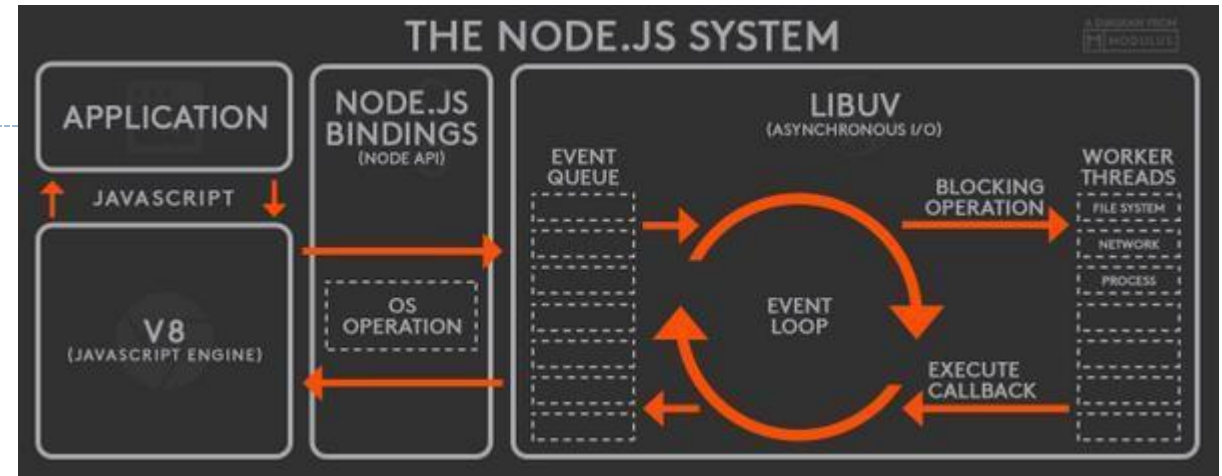 THE NODE.JS SYSTEM
A DIAGRAM FROM
MODULUS
APPLICATION
JAVASCRIPT
V8
(JAVASCRIPT ENGINE)
NODE.JS
BINDINGS
(NODE API)
OS
OPERATION
LIBUV
(ASYNCHRONOUS I/O)
EVENT
QUEUE
EVENT
LOOP
BLOCKING
OPERATION
EXECUTE
CALLBACK
WORKER
THREADS
FILE SYSTEM
NETWORK
PROCESS